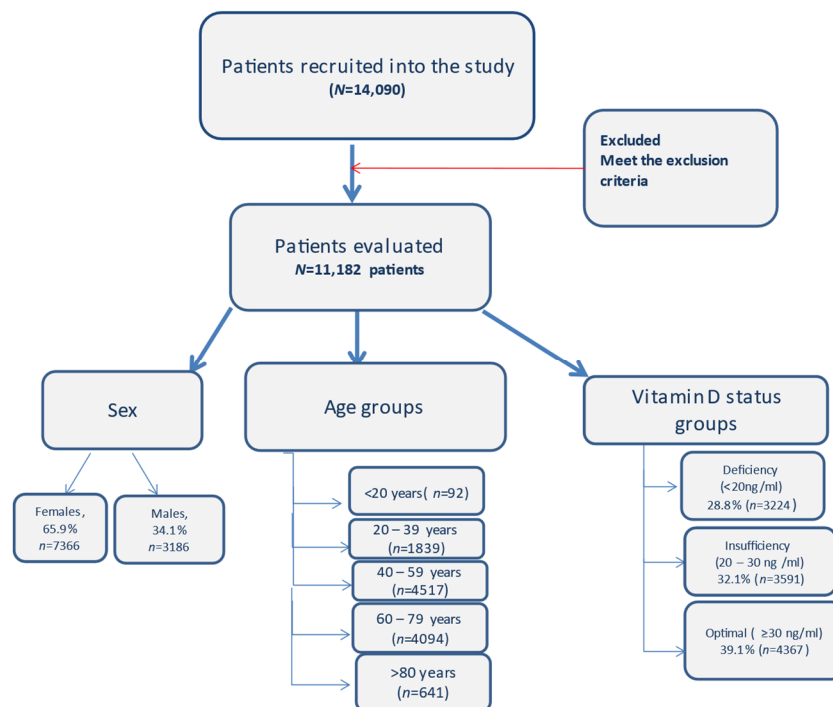 Patients recruited into the study
(N=14,090)
Excluded
Meet the exclusion
criteria
Patients evaluated
N=11,182 patients
Sex
Age groups
Vitamin D status
groups
Females,
65.9%
n=7366
Males,
34.1%
n=3186
<20 years( n=92)
20 – 39 years
(n=1839)
40 – 59 years
(n=4517)
60 – 79 years
(n=4094)
>80 years
(n=641)
Deficiency
(<20ng/ml)
28.8% (n=3224)
Insufficiency
(20 – 30 ng /ml)
32.1% (n=3591)
Optimal ( ≥30 ng/ml)
39.1% (n=4367 )